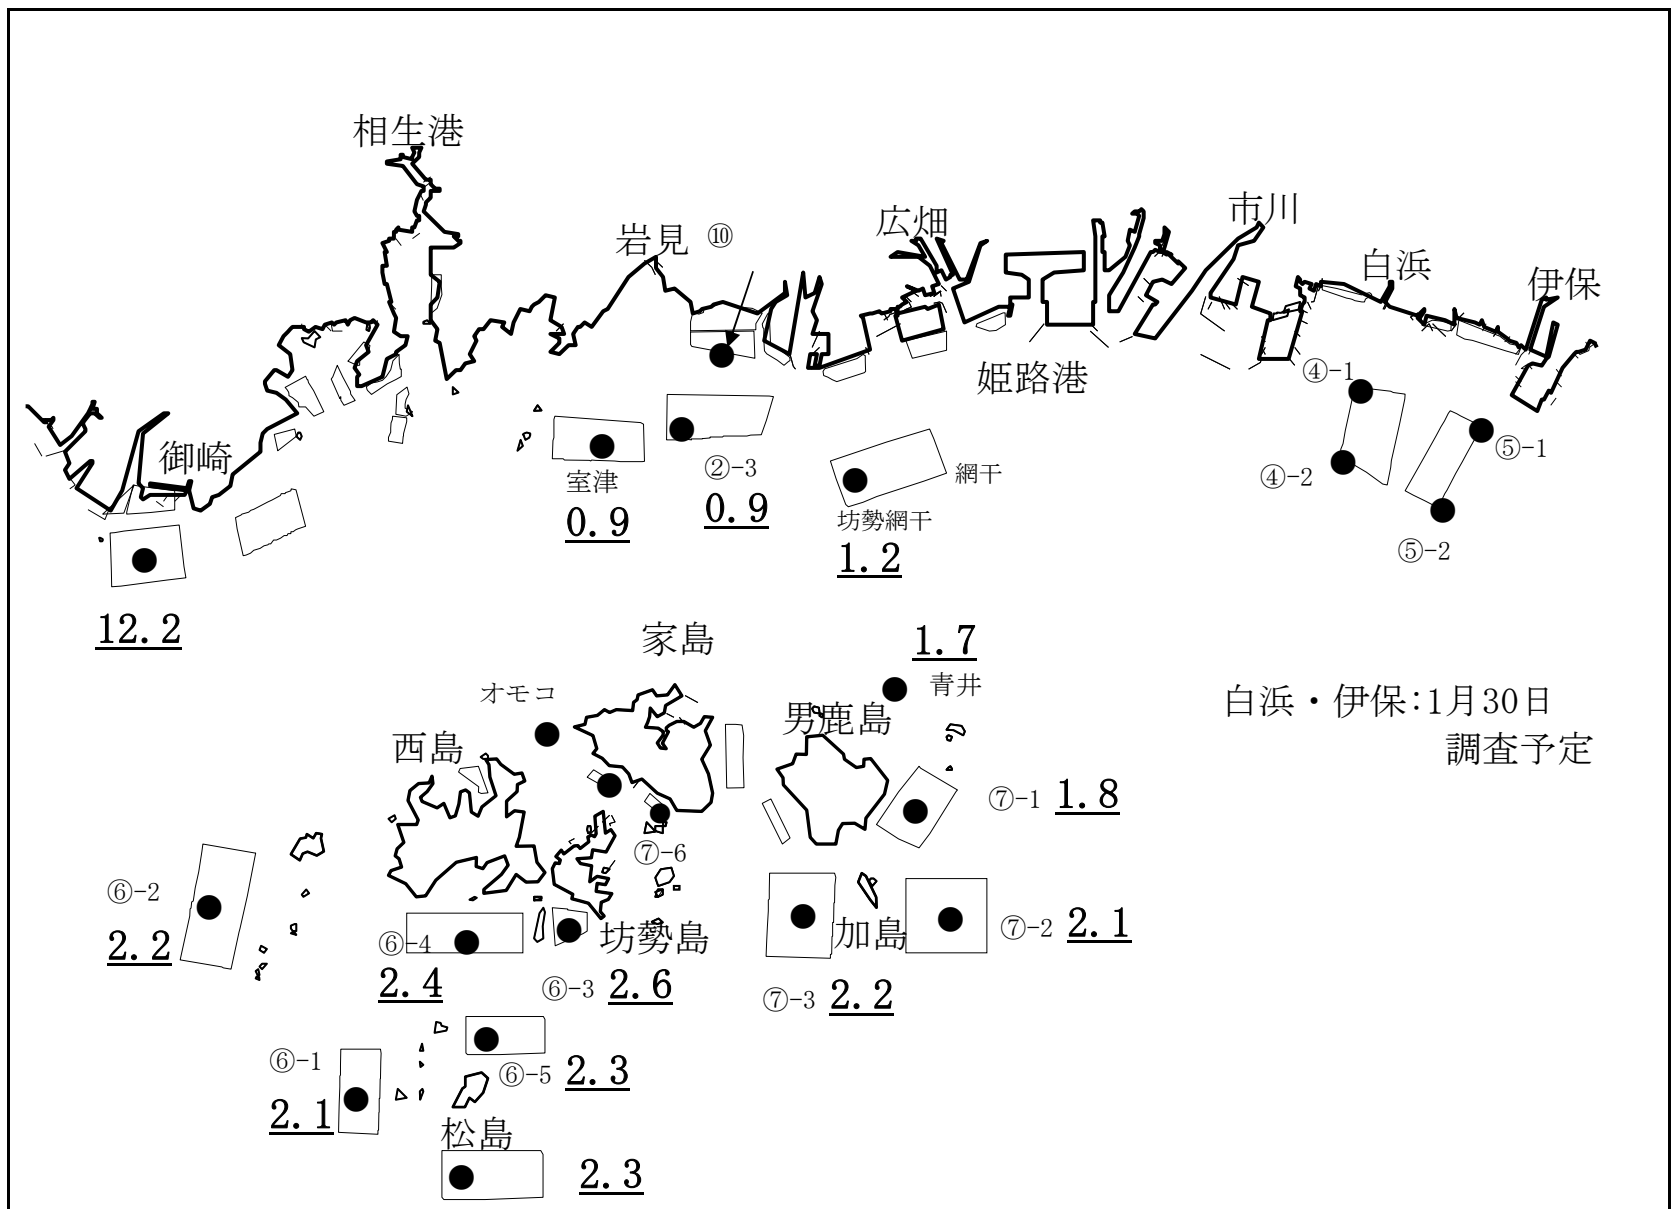 相生港
市川
広畑
岩見 ⑩
白浜
伊保
姫路港
④-1
⑤-1
御崎
②-3
④-2
室津
網干
0.9
0.9
坊勢網干
⑤-2
1.2
12.2
家島
1.7
青井
オモコ
白浜・伊保:1月30日
男鹿島
西島
調査予定
⑦-1 1.8
⑦-6
⑥-2
2.2
⑥-4
坊勢島
加島
⑦-2 2.1
2.4
⑥-3 2.6
⑦-3 2.2
⑥-1
⑥-5 2.3
2.1
松島
2.3